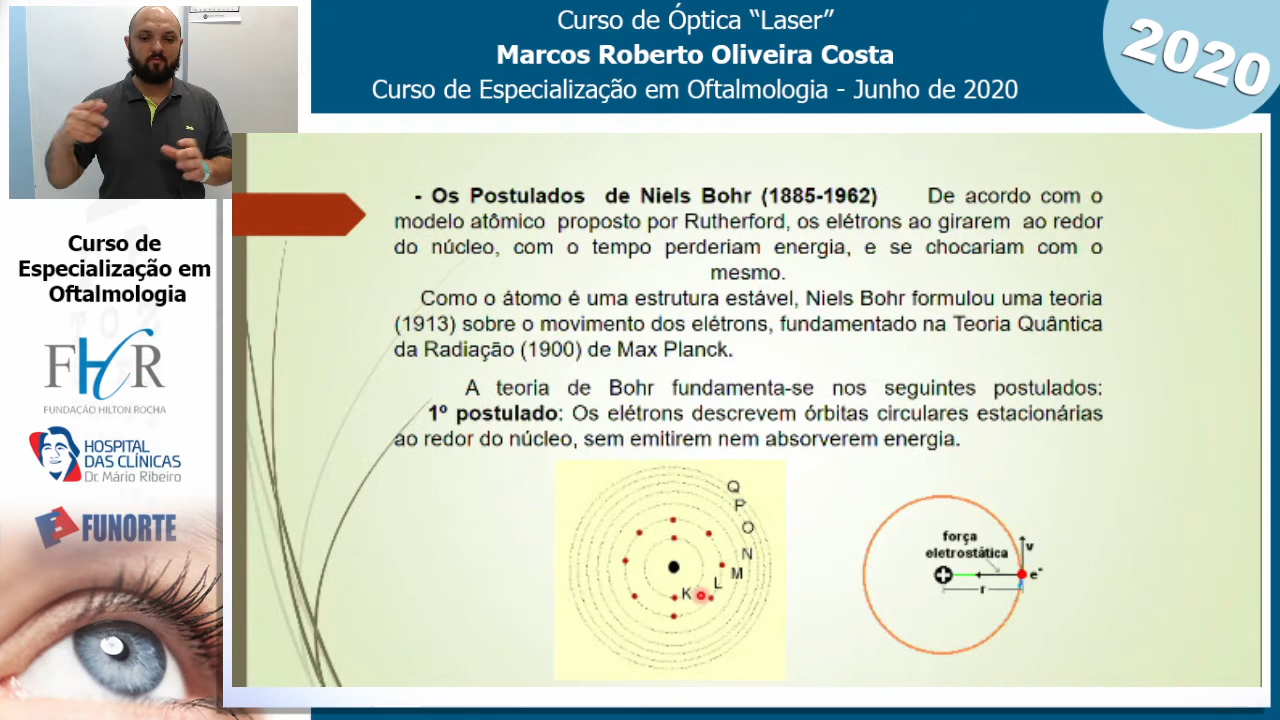 Curso de Óptica “Laser”
Marcos Roberto Oliveira Costa
Curso de Especialização em Oftalmologia - Junho de 2020
2020
Curso de
Especialização em
Oftalmologia
FHR
FUNDAÇÃO HILTON ROCHA
HOSPITAL
DAS CLÍNICAS
Dr. Mário Ribeiro
FUNORTE
- Os Postulados de Niels Bohr (1885-1962) De acordo com o
modelo atômico proposto por Rutherford, os elétrons ao girarem ao redor
do núcleo, com o tempo perderiam energia, e se chocariam com o
mesmo.
Como o átomo é uma estrutura estável, Niels Bohr formulou uma teoria
(1913) sobre o movimento dos elétrons, fundamentado na Teoria Quântica
da Radiação (1900) de Max Planck.
A teoria de Bohr fundamenta-se nos seguintes postulados:
1º postulado: Os elétrons descrevem órbitas circulares estacionárias
ao redor do núcleo, sem emitirem nem absorverem energia.
Q
P
O
N
M
L
K
força
eletrostática
v
e-
r